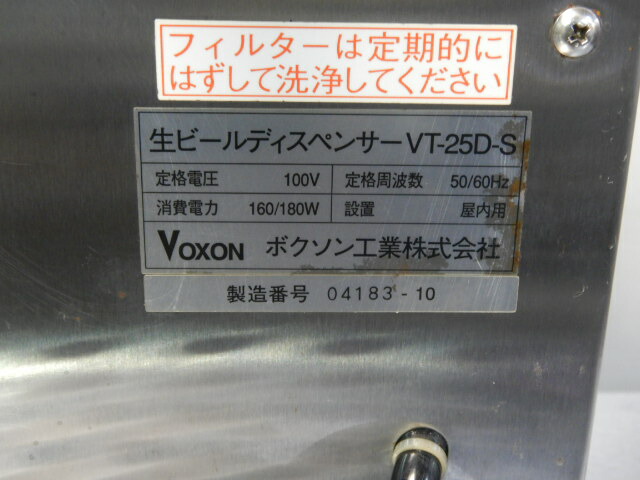 フィルターは定期的に
はずして洗浄してください
生ビールディスペンサーVT-25D-S
定格電圧 100V 定格周波数 50/60Hz
消費電力 160/180W 設置 屋内用
VOXON ボクソン工業株式会社
製造番号 04183-10